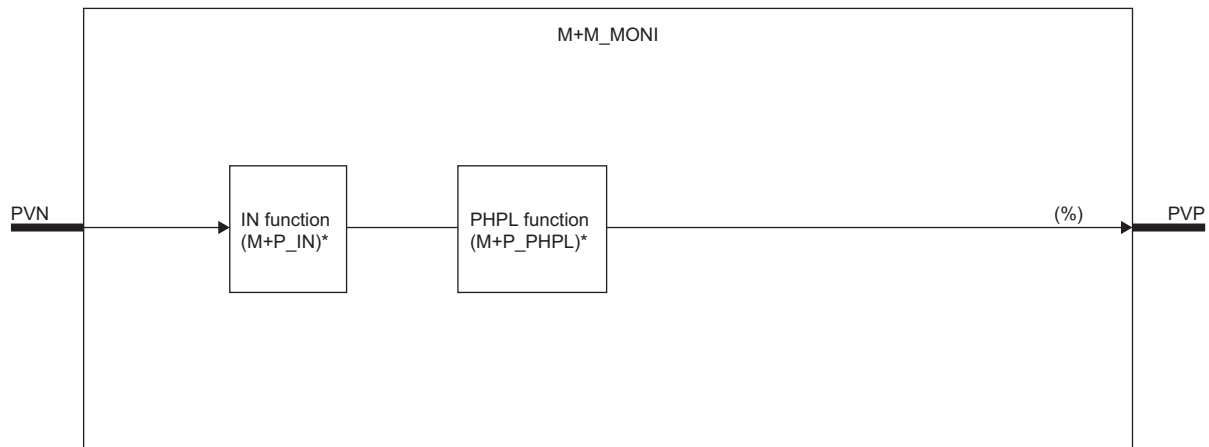 M+M_MONI
PVN
IN function
(M+P_IN)*
PHPL function
(M+P_PHPL)*
(%)
PVP